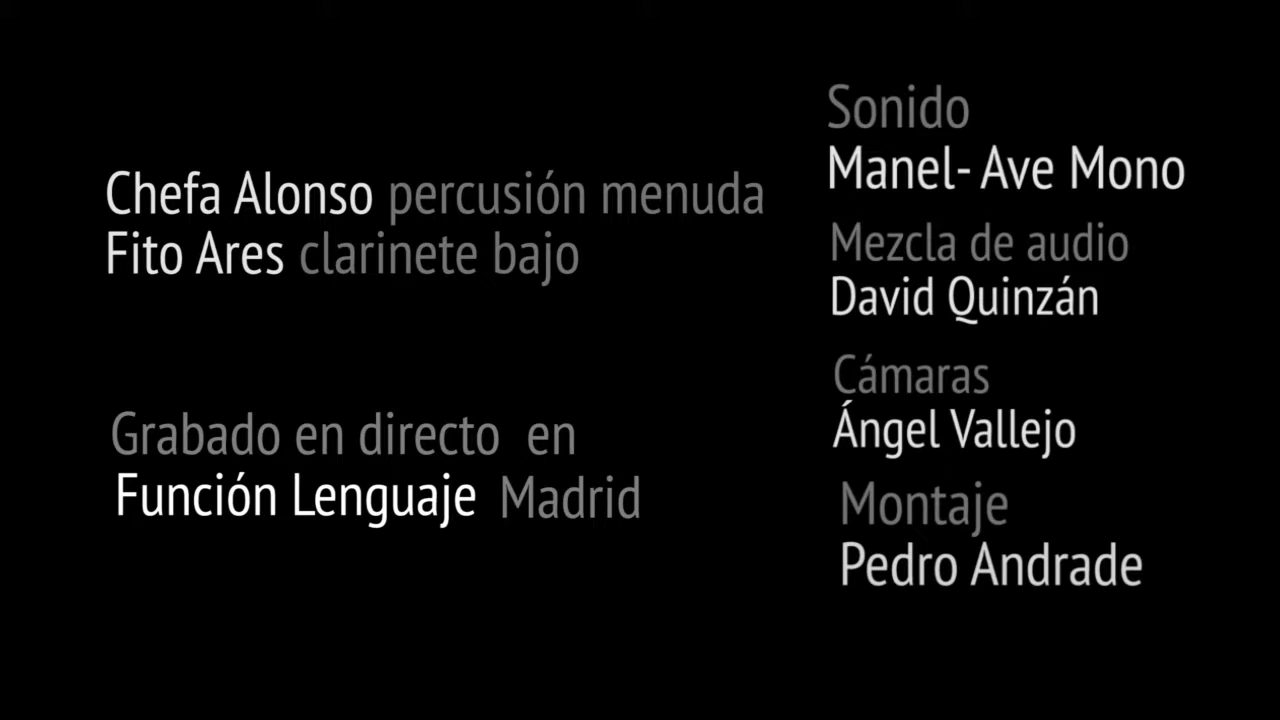 Chefa Alonso percusión menuda
Fito Ares clarinete bajo
Grabado en directo en
Función Lenguaje Madrid
Sonido
Manel- Ave Mono
Mezcla de audio
David Quinzán
Cámaras
Ángel Vallejo
Montaje
Pedro Andrade